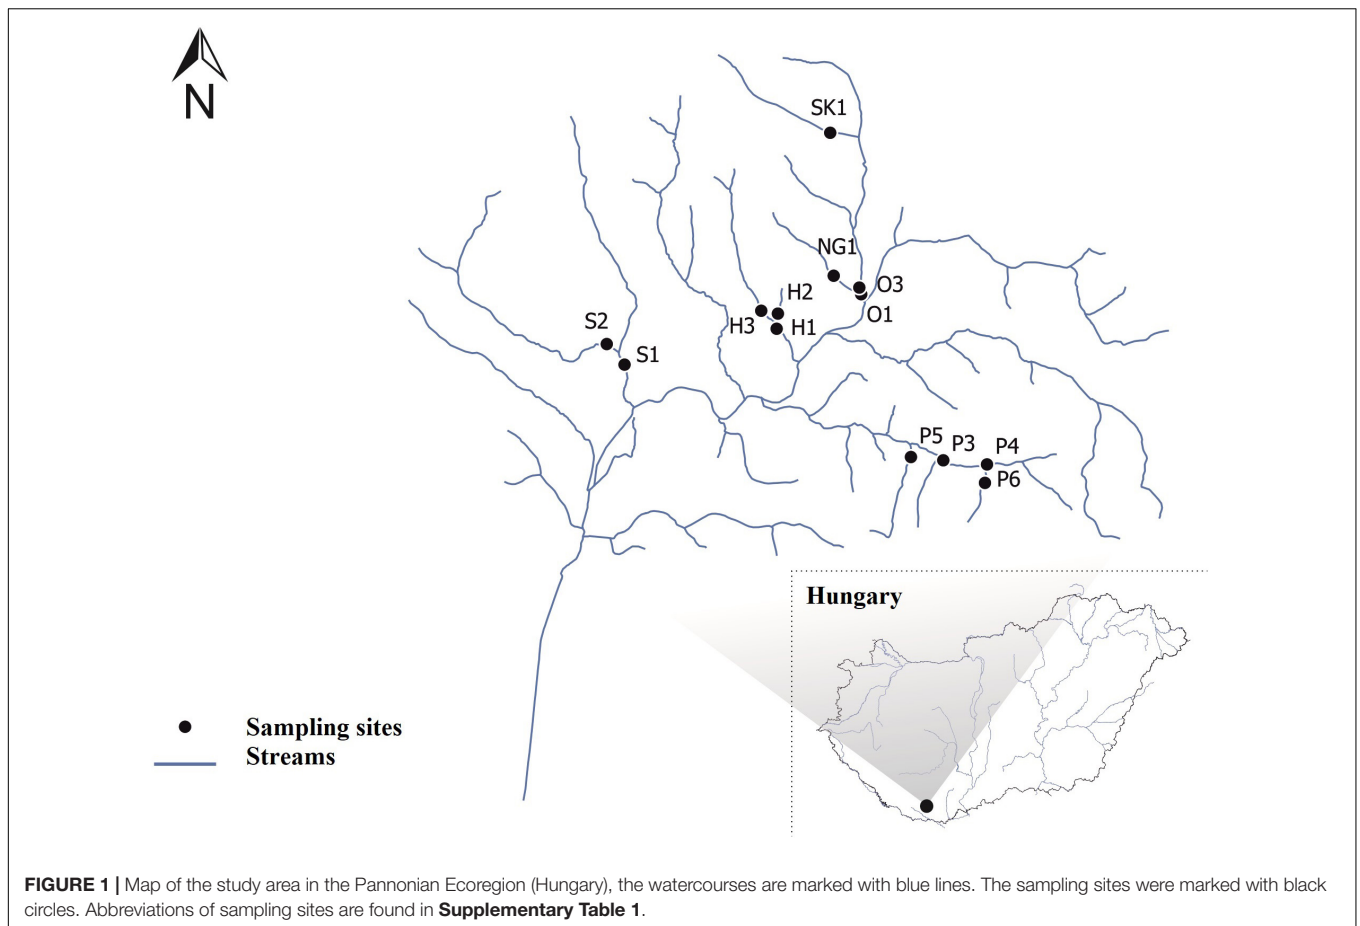 N
SK1
NG1
O3
O1
H2
H3
H1
S2
S1
P5
P3
P4
P6
Hungary
Sampling sites
Streams
FIGURE 1 | Map of the study area in the Pannonian Ecoregion (Hungary), the watercourses are marked with blue lines. The sampling sites were marked with black
circles. Abbreviations of sampling sites are found in Supplementary Table 1.